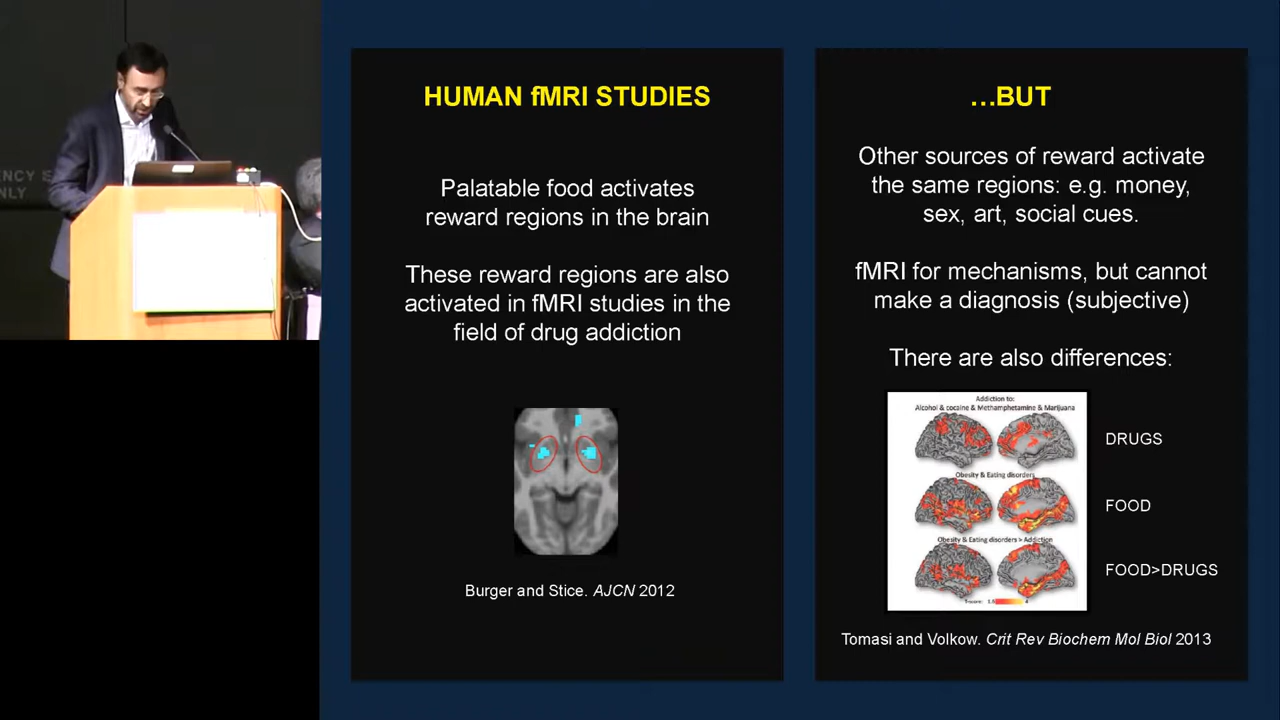 ENCY IS
NLY
HUMAN fMRI STUDIES
Palatable food activates
reward regions in the brain
These reward regions are also
activated in fMRI studies in the
field of drug addiction
Burger and Stice. AJCN 2012
…BUT
Other sources of reward activate
the same regions: e.g. money,
sex, art, social cues.
fMRI for mechanisms, but cannot
make a diagnosis (subjective)
There are also differences:
Addiction to:
Alcohol & cocaine & Methamphetamine & Marijuana
DRUGS
Obesity & Eating disorders
FOOD
Obesity & Eating disorders > Addiction
FOOD>DRUGS
Tomasi and Volkow. Crit Rev Biochem Mol Biol 2013